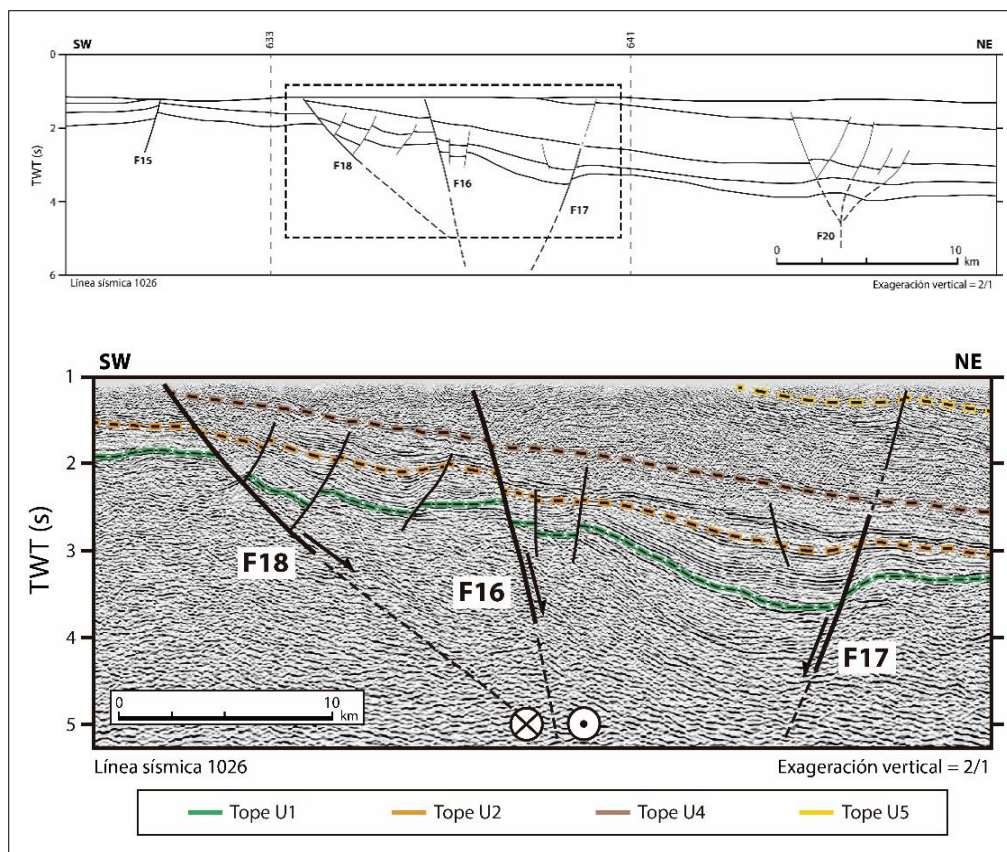 SW
633
641
NE
0
2
4
6
TWT (s)
F15
F18
F16
F17
F20
0 10
km
Línea sísmica 1026
Exageración vertical = 2/1
SW
NE
1
2
3
4
5
TWT (s)
F18
F16
F17
0 10
km
Línea sísmica 1026
Exageración vertical = 2/1
Tope U1 Tope U2 Tope U4 Tope U5